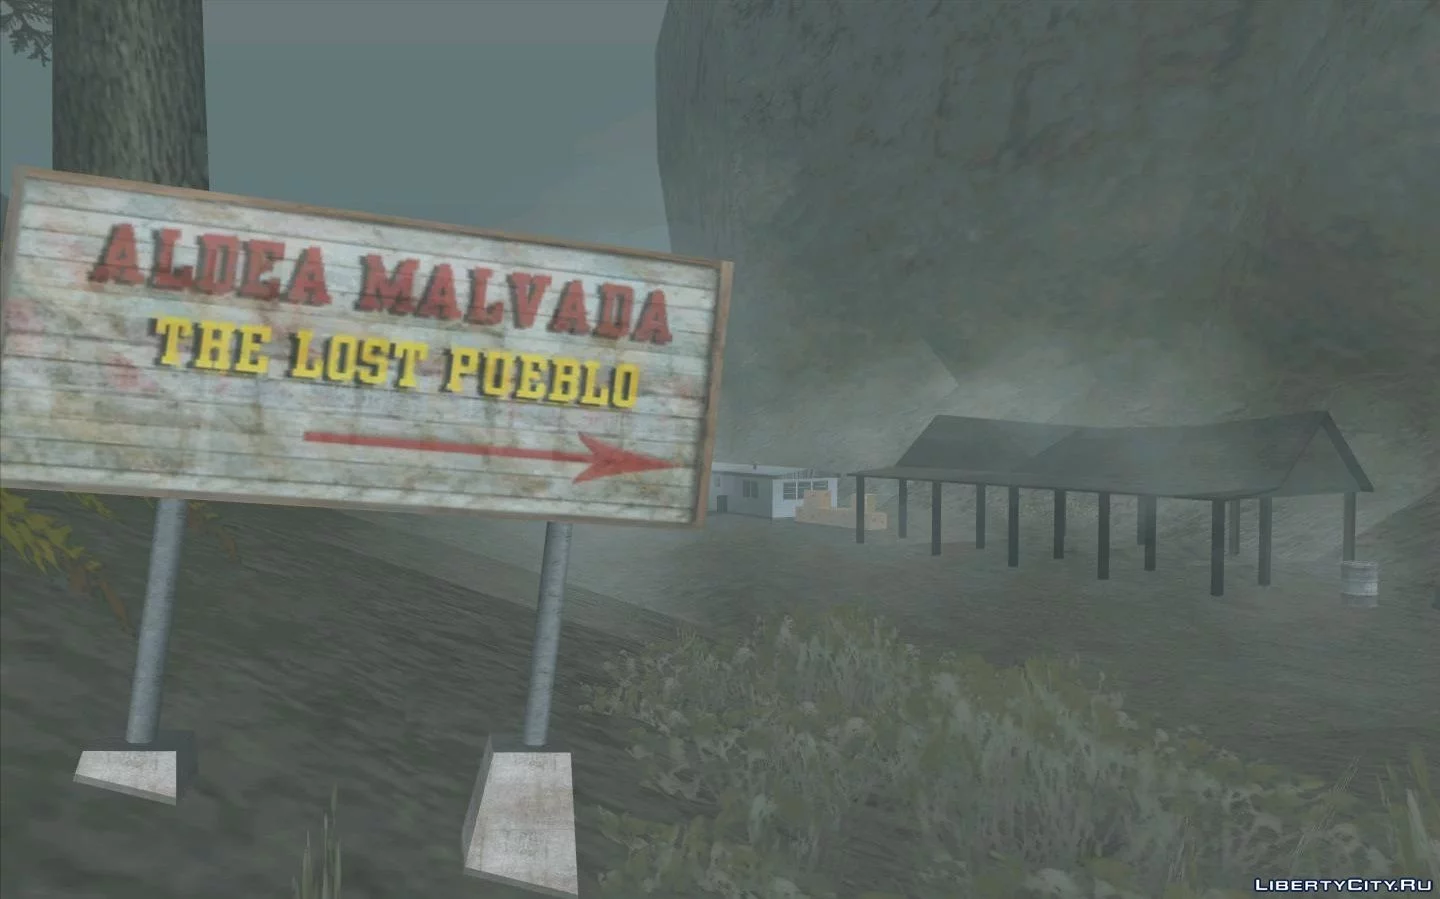 ALDEA MALVADA
THE LOST PUEBLO
LIBERTYCITY.RU